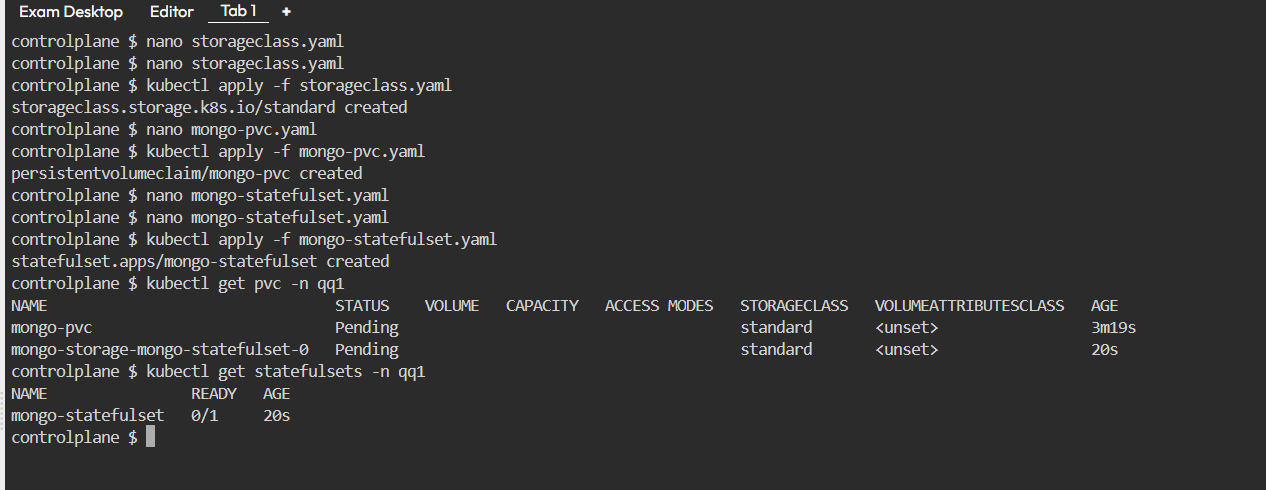 Exam Desktop Editor Tab 1 +
controlplane $ nano storageclass.yaml
controlplane $ nano storageclass.yaml
controlplane $ kubectl apply -f storageclass.yaml
storageclass.storage.k8s.io/standard created
controlplane $ nano mongo-pvc.yaml
controlplane $ kubectl apply -f mongo-pvc.yaml
persistentvolumeclaim/mongo-pvc created
controlplane $ nano mongo-statefulset.yaml
controlplane $ nano mongo-statefulset.yaml
controlplane $ kubectl apply -f mongo-statefulset.yaml
statefulset.apps/mongo-statefulset created
controlplane $ kubectl get pvc -n qq1
NAME STATUS VOLUME CAPACITY ACCESS MODES STORAGECLASS VOLUMEATTRIBUTESCLASS AGE
mongo-pvc Pending standard <unset> 3m19s
mongo-storage-mongo-statefulset-0 Pending standard <unset> 20s
controlplane $ kubectl get statefulsets -n qq1
NAME READY AGE
mongo-statefulset 0/1 20s
controlplane $